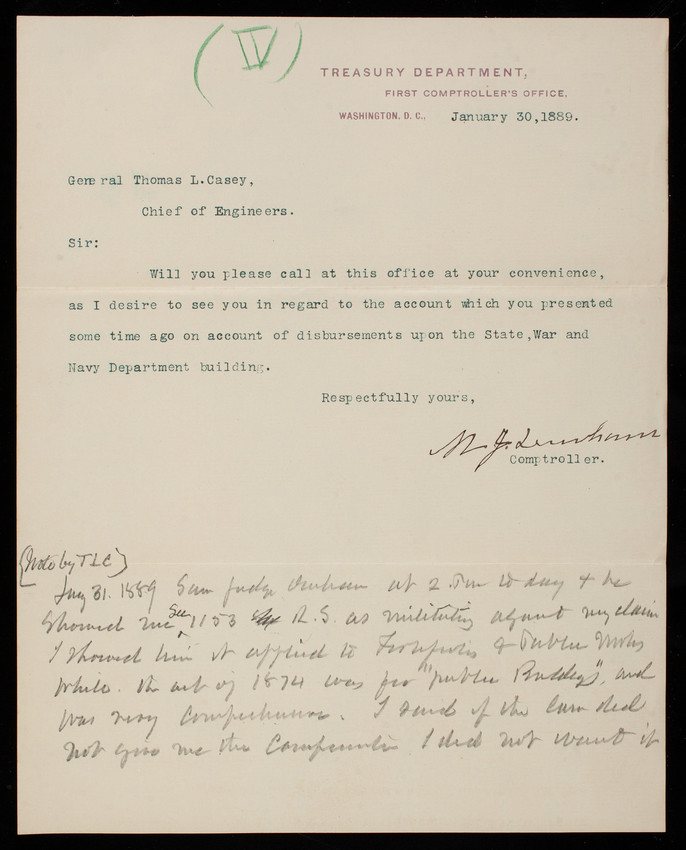 (IV)
TREASURY DEPARTMENT,
FIRST COMPTROLLER'S OFFICE,
WASHINGTON, D. C., January 30,1889.
General Thomas L.Casey,
Chief of Engineers.
Sir:
Will you please call at this office at your convenience,
as I desire to see you in regard to the account which you presented
some time ago on account of disbursements upon the State,War and
Navy Department building.
Respectfully yours,
M. J. Durham
Comptroller.
(Note by TLC)
Jany 31. 1889 Saw judge Durham at 2. P.m to day & he
showed me See 1153 R.S. as militating against my claim
I showed him it applied to Fortifications & Public Works
while. the act of 1874 was for "public Buildgs", and
was very comprehensive. I said if the law did
not give me the compensation I did not want it